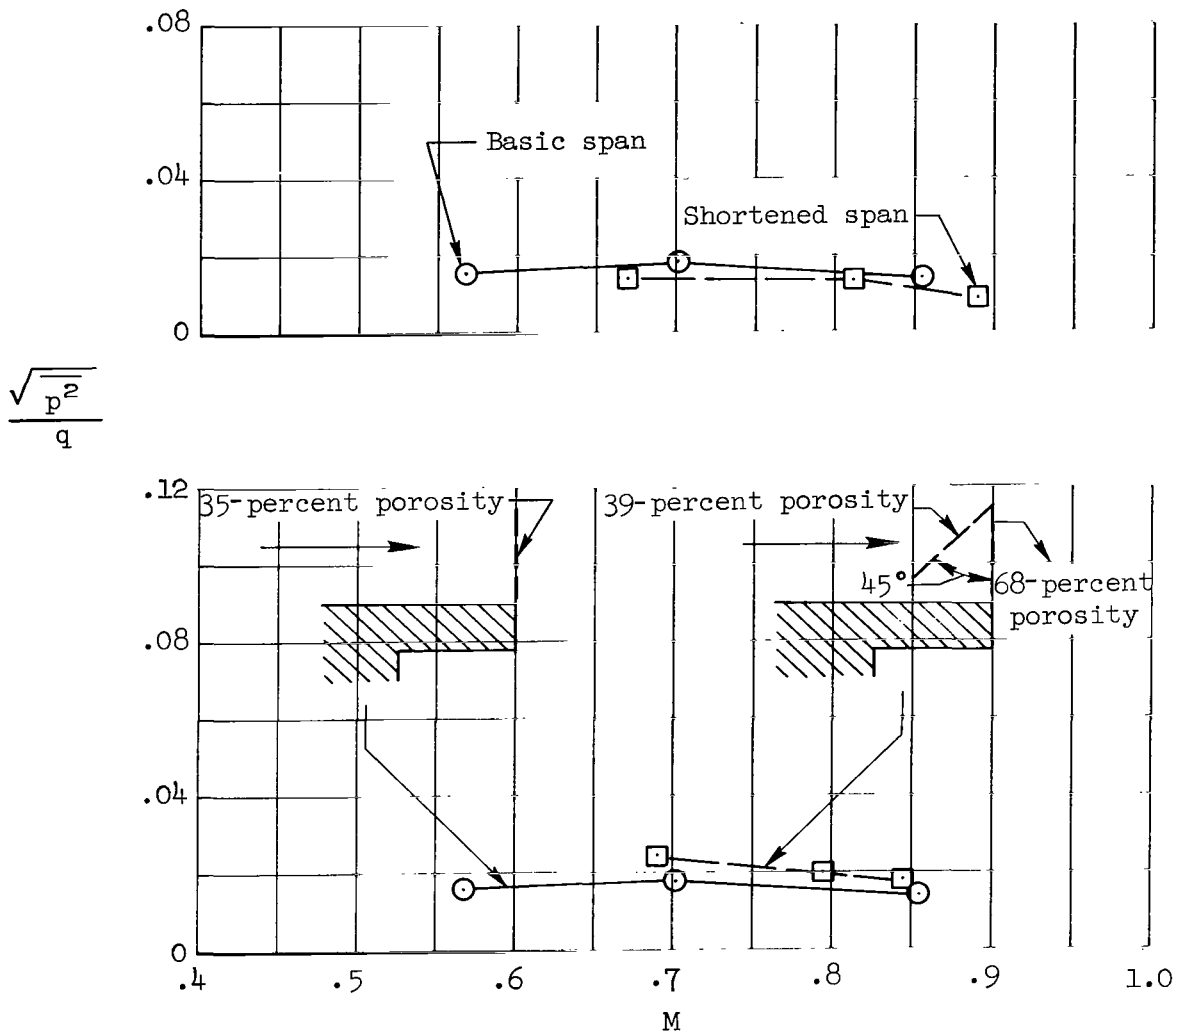 .08
Basic span
.04
Shortened span
0
√p²
q
.12
35-percent porosity
39-percent porosity
45°
68-percent
porosity
.08
.04
0
.4 .5 .6 .7 .8 .9 1.0
M